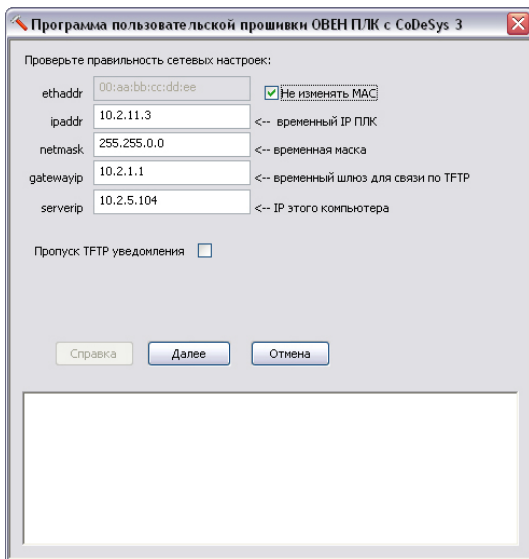 Программа пользовательской прошивки ОВЕН ПЛК с CoDeSys 3
Проверьте правильность сетевых настроек:
ethaddr 00:aa:bb:cc:dd:ee Не изменять MAC
ipaddr 10.2.11.3 <-- временный IP ПЛК
netmask 255.255.0.0 <-- временная маска
gatewayip 10.2.1.1 <-- временный шлюз для связи по TFTP
serverip 10.2.5.104 <-- IP этого компьютера
Пропуск TFTP уведомления
Справка Далее Отмена